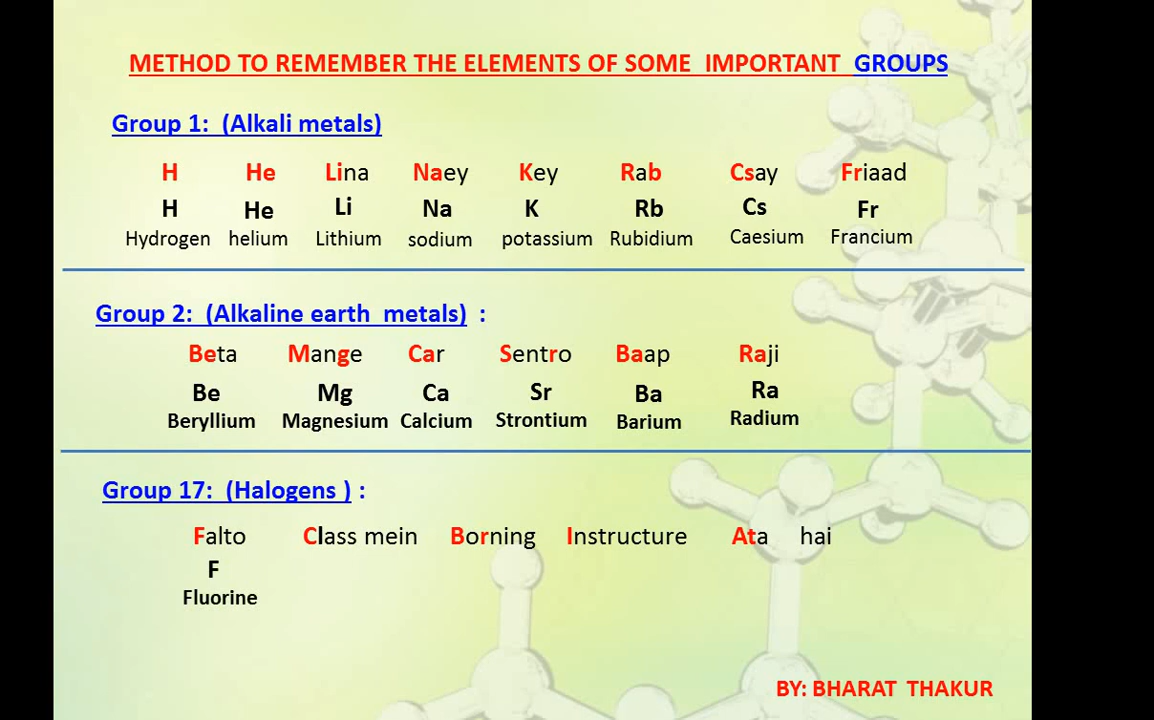 METHOD TO REMEMBER THE ELEMENTS OF SOME IMPORTANT GROUPS
Group 1: (Alkali metals)
H He Lina Naey Key Rab Csay Friaad
H He Li Na K Rb Cs Fr
Hydrogen helium Lithium sodium potassium Rubidium Caesium Francium
Group 2: (Alkaline earth metals) :
Beta Mange Car Sentro Baap Raji
Be Mg Ca Sr Ba Ra
Beryllium Magnesium Calcium Strontium Barium Radium
Group 17: (Halogens ) :
Falto Class mein Borning Instructure Ata hai
F
Fluorine
BY: BHARAT THAKUR